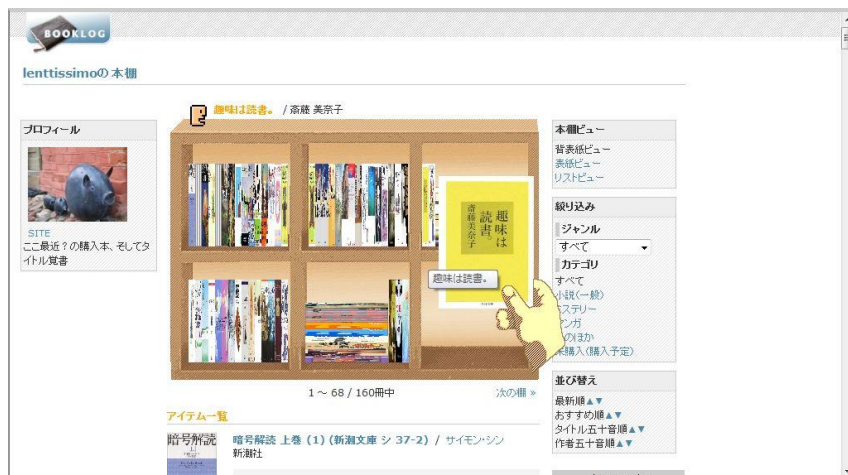 BOOKLOG
lenttissimoの本棚
プロフィール
SITE
ここ最近？の購入本、そしてタ
イトル覚書
趣味は読書。 / 斎藤 美奈子
趣味は
読書。
斎藤美奈子
趣味は読書。
1 ～ 68 / 160冊中
次の棚 »
アイテム一覧
暗号解読
暗号解読 上巻 (1) (新潮文庫 シ 37-2) / サイモン・シン
新潮社
本棚ビュー
背表紙ビュー
表紙ビュー
リストビュー
絞り込み
ジャンル
すべて
カテゴリ
すべて
小説(一般)
ミステリー
マンガ
のほか
未購入(購入予定)
並び替え
最新順▲▼
おすすめ順▲▼
タイトル五十音順▲▼
作者五十音順▲▼